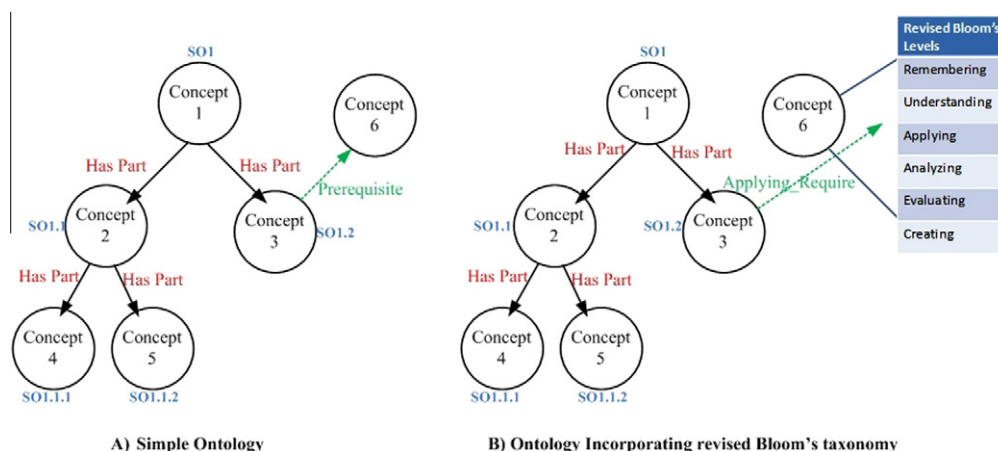 SO1
Concept
1
Concept
6
Has Part
Has Part
Prerequisite
SO1.1
Concept
2
Concept
3
SO1.2
Has Part
Has Part
Concept
4
Concept
5
SO1.1.1
SO1.1.2
A) Simple Ontology
SO1
Concept
1
Concept
6
Has Part
Has Part
Applying_Require
SO1.1
Concept
2
SO1.2
Concept
3
Has Part
Has Part
Concept
4
Concept
5
SO1.1.1
SO1.1.2
Revised Bloom's
Levels
Remembering
Understanding
Applying
Analyzing
Evaluating
Creating
B) Ontology Incorporating revised Bloom's taxonomy